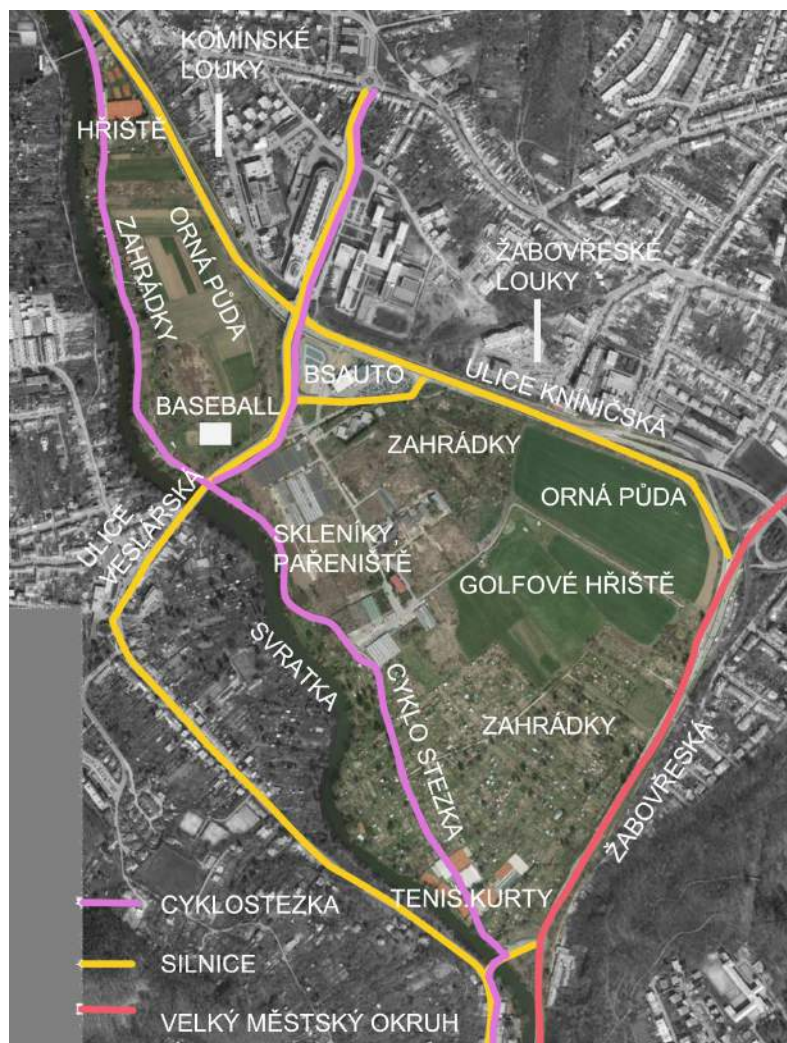 KOMÍNSKÉ
LOUKY
HŘIŠTĚ
ORNÁ PŮDA
ZAHRÁDKY
ŽABOVŘESKÉ
LOUKY
BSAUTO
ULICE KNÍNIČSKÁ
BASEBALL
ZAHRÁDKY
ORNÁ PŮDA
ULICE
VESLAŘSKÁ
SKLENÍKY,
PAŘENIŠTĚ
GOLFOVÉ HŘIŠTĚ
SVRATKA
CYKLO STEZKA
ZAHRÁDKY
ŽABOVŘESKÁ
TENIS.KURTY
CYKLOSTEZKA
SILNICE
VELKÝ MĚSTSKÝ OKRUH